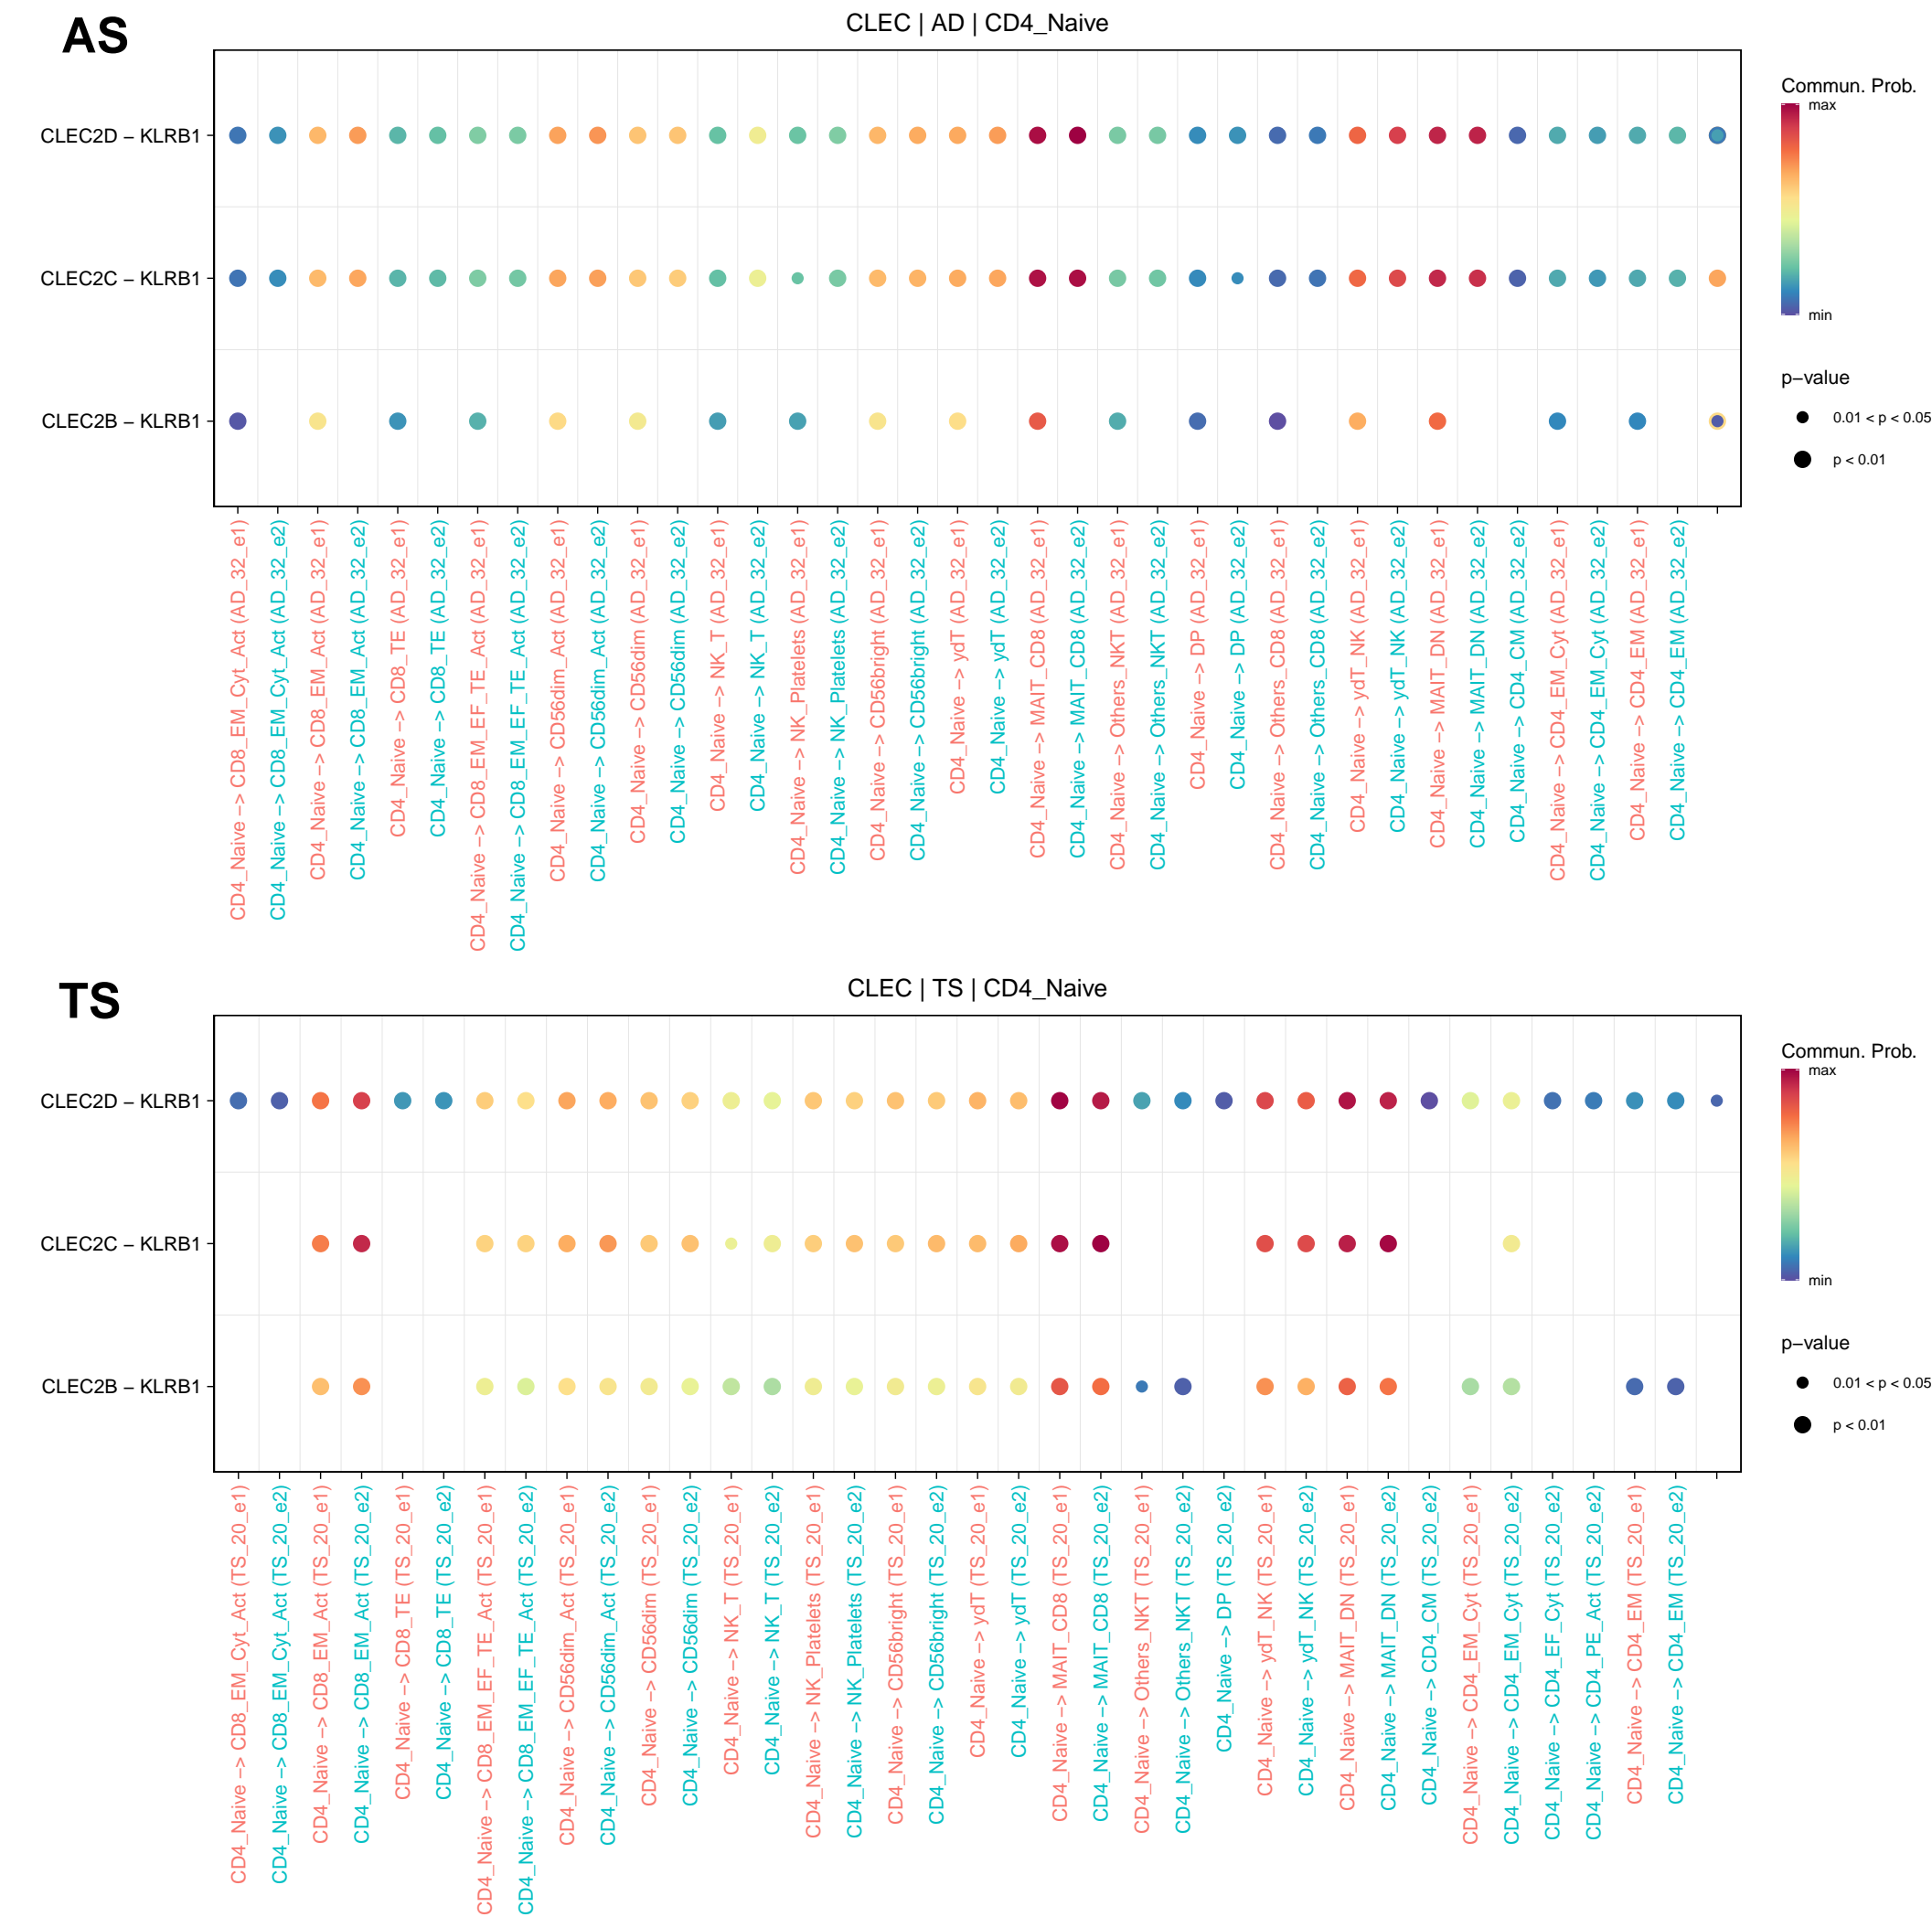 AS
CLEC | AD | CD4_Naive
CLEC2D − KLRB1
CLEC2C − KLRB1
CLEC2B − KLRB1
CD4_Naive −> CD8_EM_Cyt_Act (AD_32_e1)
CD4_Naive −> CD8_EM_Cyt_Act (AD_32_e2)
CD4_Naive −> CD8_EM_Act (AD_32_e1)
CD4_Naive −> CD8_EM_Act (AD_32_e2)
CD4_Naive −> CD8_TE (AD_32_e1)
CD4_Naive −> CD8_TE (AD_32_e2)
CD4_Naive −> CD8_EM_EF_TE_Act (AD_32_e1)
CD4_Naive −> CD8_EM_EF_TE_Act (AD_32_e2)
CD4_Naive −> CD56dim_Act (AD_32_e1)
CD4_Naive −> CD56dim_Act (AD_32_e2)
CD4_Naive −> CD56dim (AD_32_e1)
CD4_Naive −> CD56dim (AD_32_e2)
CD4_Naive −> NK_T (AD_32_e1)
CD4_Naive −> NK_T (AD_32_e2)
CD4_Naive −> NK_Platelets (AD_32_e1)
CD4_Naive −> NK_Platelets (AD_32_e2)
CD4_Naive −> CD56bright (AD_32_e1)
CD4_Naive −> CD56bright (AD_32_e2)
CD4_Naive −> ydT (AD_32_e1)
CD4_Naive −> ydT (AD_32_e2)
CD4_Naive −> MAIT_CD8 (AD_32_e1)
CD4_Naive −> MAIT_CD8 (AD_32_e2)
CD4_Naive −> Others_NKT (AD_32_e1)
CD4_Naive −> Others_NKT (AD_32_e2)
CD4_Naive −> DP (AD_32_e1)
CD4_Naive −> DP (AD_32_e2)
CD4_Naive −> Others_CD8 (AD_32_e1)
CD4_Naive −> Others_CD8 (AD_32_e2)
CD4_Naive −> ydT_NK (AD_32_e1)
CD4_Naive −> ydT_NK (AD_32_e2)
CD4_Naive −> MAIT_DN (AD_32_e1)
CD4_Naive −> MAIT_DN (AD_32_e2)
CD4_Naive −> CD4_CM (AD_32_e2)
CD4_Naive −> CD4_EM_Cyt (AD_32_e1)
CD4_Naive −> CD4_EM_Cyt (AD_32_e2)
CD4_Naive −> CD4_EM (AD_32_e1)
CD4_Naive −> CD4_EM (AD_32_e2)
Commun. Prob.
max
min
p−value
0.01 < p < 0.05
p < 0.01
TS
CLEC | TS | CD4_Naive
CLEC2D − KLRB1
CLEC2C − KLRB1
CLEC2B − KLRB1
CD4_Naive −> CD8_EM_Cyt_Act (TS_20_e1)
CD4_Naive −> CD8_EM_Cyt_Act (TS_20_e2)
CD4_Naive −> CD8_EM_Act (TS_20_e1)
CD4_Naive −> CD8_EM_Act (TS_20_e2)
CD4_Naive −> CD8_TE (TS_20_e1)
CD4_Naive −> CD8_TE (TS_20_e2)
CD4_Naive −> CD8_EM_EF_TE_Act (TS_20_e1)
CD4_Naive −> CD8_EM_EF_TE_Act (TS_20_e2)
CD4_Naive −> CD56dim_Act (TS_20_e1)
CD4_Naive −> CD56dim_Act (TS_20_e2)
CD4_Naive −> CD56dim (TS_20_e1)
CD4_Naive −> CD56dim (TS_20_e2)
CD4_Naive −> NK_T (TS_20_e1)
CD4_Naive −> NK_T (TS_20_e2)
CD4_Naive −> NK_Platelets (TS_20_e1)
CD4_Naive −> NK_Platelets (TS_20_e2)
CD4_Naive −> CD56bright (TS_20_e1)
CD4_Naive −> CD56bright (TS_20_e2)
CD4_Naive −> ydT (TS_20_e1)
CD4_Naive −> ydT (TS_20_e2)
CD4_Naive −> MAIT_CD8 (TS_20_e1)
CD4_Naive −> MAIT_CD8 (TS_20_e2)
CD4_Naive −> Others_NKT (TS_20_e1)
CD4_Naive −> Others_NKT (TS_20_e2)
CD4_Naive −> DP (TS_20_e2)
CD4_Naive −> ydT_NK (TS_20_e1)
CD4_Naive −> ydT_NK (TS_20_e2)
CD4_Naive −> MAIT_DN (TS_20_e1)
CD4_Naive −> MAIT_DN (TS_20_e2)
CD4_Naive −> CD4_CM (TS_20_e2)
CD4_Naive −> CD4_EM_Cyt (TS_20_e1)
CD4_Naive −> CD4_EM_Cyt (TS_20_e2)
CD4_Naive −> CD4_EF_Cyt (TS_20_e2)
CD4_Naive −> CD4_PE_Act (TS_20_e2)
CD4_Naive −> CD4_EM (TS_20_e1)
CD4_Naive −> CD4_EM (TS_20_e2)
Commun. Prob.
max
min
p−value
0.01 < p < 0.05
p < 0.01